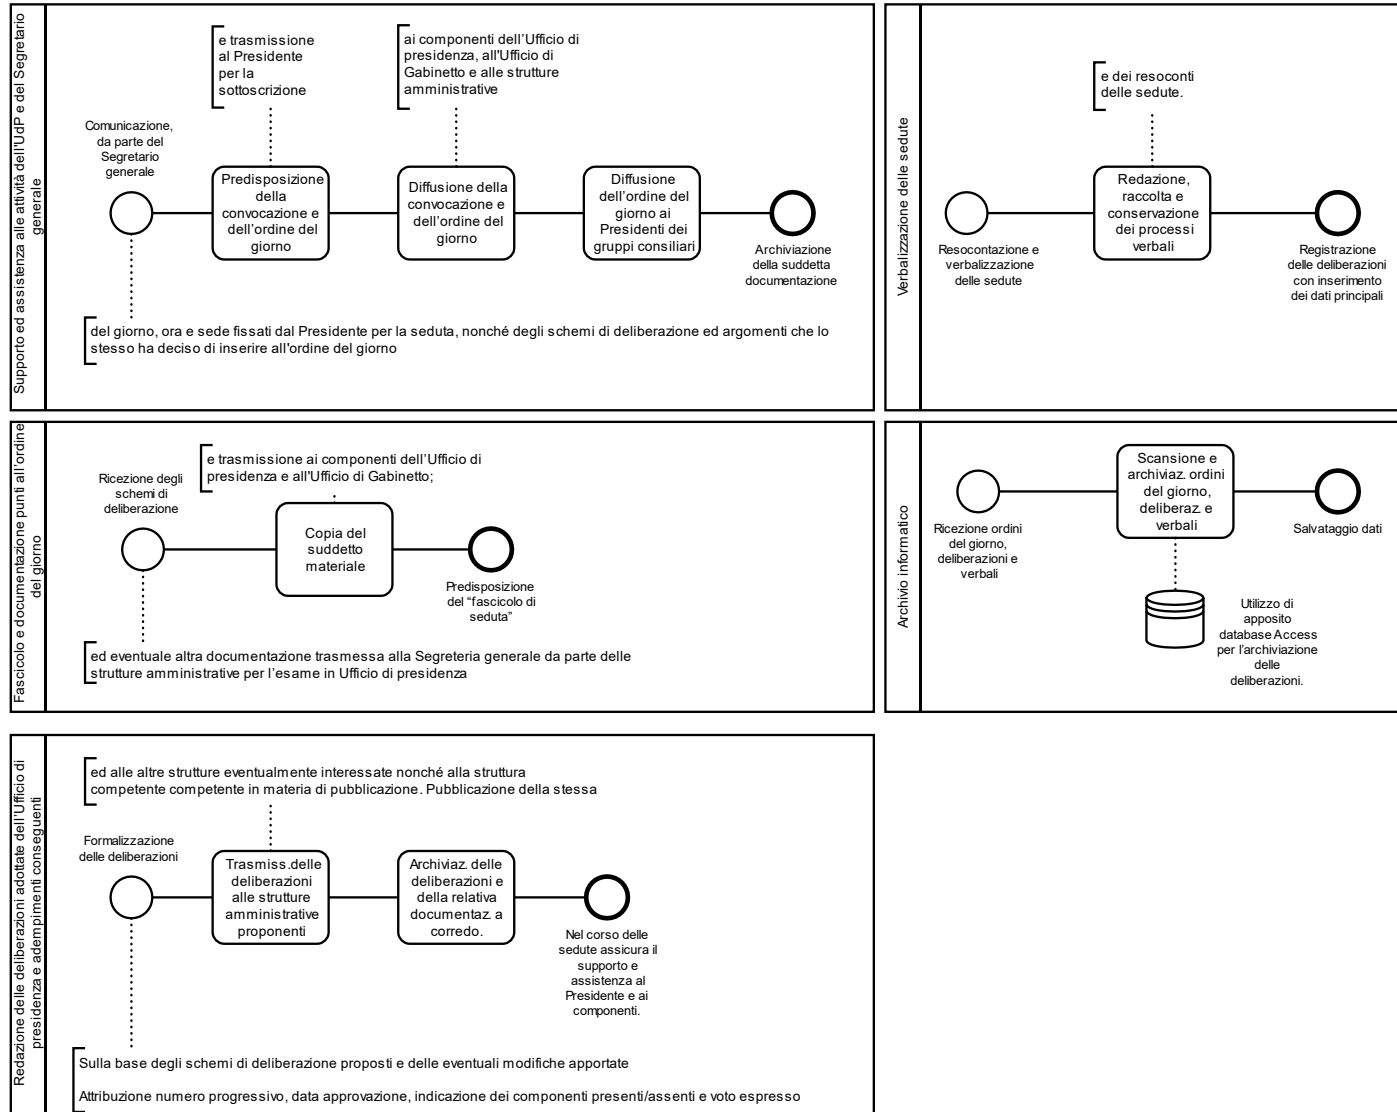 Supporto ed assistenza alle attività dell'UdP e del Segretario
generale
e trasmissione
al Presidente
per la
sottoscrizione
ai componenti dell'Ufficio di
presidenza, all'Ufficio di
Gabinetto e alle strutture
amministrative
Comunicazione,
da parte del
Segretario
generale
Predisposizione
della
convocazione e
dell'ordine del
giorno
Diffusione della
convocazione e
dell'ordine del
giorno
Diffusione
dell'ordine del
giorno ai
Presidenti dei
gruppi consiliari
Archiviazione
della suddetta
documentazione
del giorno, ora e sede fissati dal Presidente per la seduta, nonché degli schemi di deliberazione ed argomenti che lo
stesso ha deciso di inserire all'ordine del giorno
Verbalizzazione delle sedute
e dei resoconti
delle sedute.
Resocontazione e
verbalizzazione
delle sedute
Redazione,
raccolta e
conservazione
dei processi
verbali
Registrazione
delle deliberazioni
con inserimento
dei dati principali
Fascicolo e documentazione punti all'ordine
del giorno
e trasmissione ai componenti dell'Ufficio di
presidenza e all'Ufficio di Gabinetto;
Ricezione degli
schemi di
deliberazione
Copia del
suddetto
materiale
Predisposizione
del “fascicolo di
seduta”
ed eventuale altra documentazione trasmessa alla Segreteria generale da parte delle
strutture amministrative per l'esame in Ufficio di presidenza
Archivio informatico
Ricezione ordini
del giorno,
deliberazioni e
verbali
Scansione e
archiviaz. ordini
del giorno,
deliberaz. e
verbali
Salvataggio dati
Utilizzo di
apposito
database Access
per l'archiviazione
delle
deliberazioni.
Redazione delle deliberazioni adottate dell'Ufficio di
presidenza e adempimenti conseguenti
ed alle altre strutture eventualmente interessate nonché alla struttura
competente competente in materia di pubblicazione. Pubblicazione della stessa
Formalizzazione
delle deliberazioni
Trasmiss.delle
deliberazioni
alle strutture
amministrative
proponenti
Archiviaz. delle
deliberazioni e
della relativa
documentaz. a
corredo.
Nel corso delle
sedute assicura il
supporto e
assistenza al
Presidente e ai
componenti.
Sulla base degli schemi di deliberazione proposti e delle eventuali modifiche apportate
Attribuzione numero progressivo, data approvazione, indicazione dei componenti presenti/assenti e voto espresso